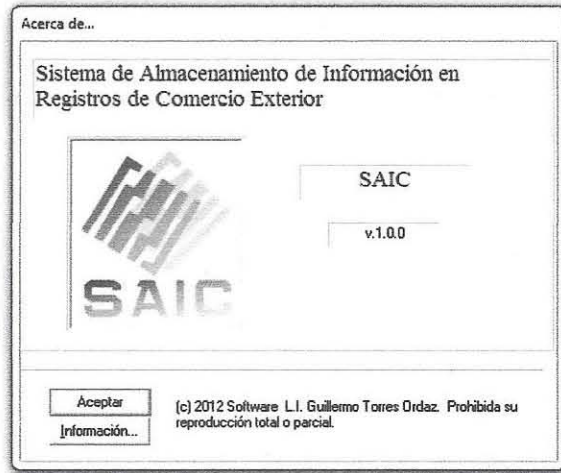 Acerca de...
Sistema de Almacenamiento de Información en
Registros de Comercio Exterior
SAIC
v.1.0.0
SAIC
Aceptar
Información...
(c) 2012 Software L.I. Guillermo Torres Ordaz. Prohibida su
reproducción total o parcial.